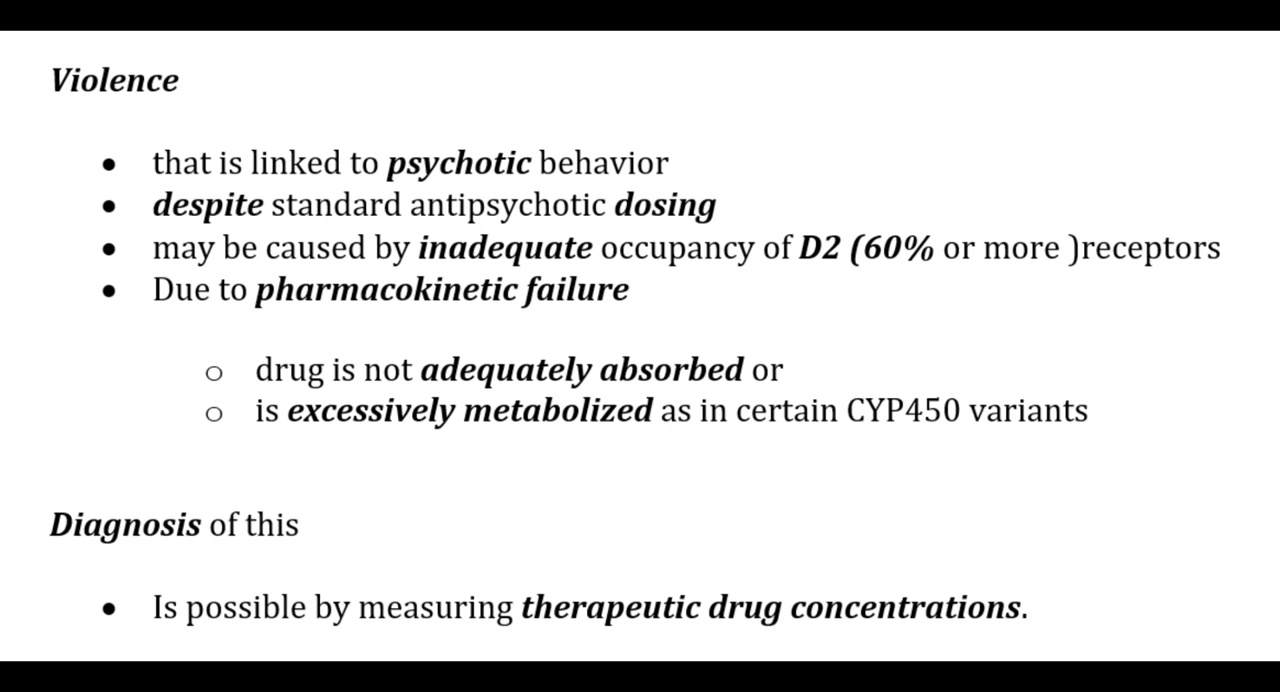 Violence
• that is linked to psychotic behavior
• despite standard antipsychotic dosing
• may be caused by inadequate occupancy of D2 (60% or more )receptors
• Due to pharmacokinetic failure
○ drug is not adequately absorbed or
○ is excessively metabolized as in certain CYP450 variants
Diagnosis of this
• Is possible by measuring therapeutic drug concentrations.